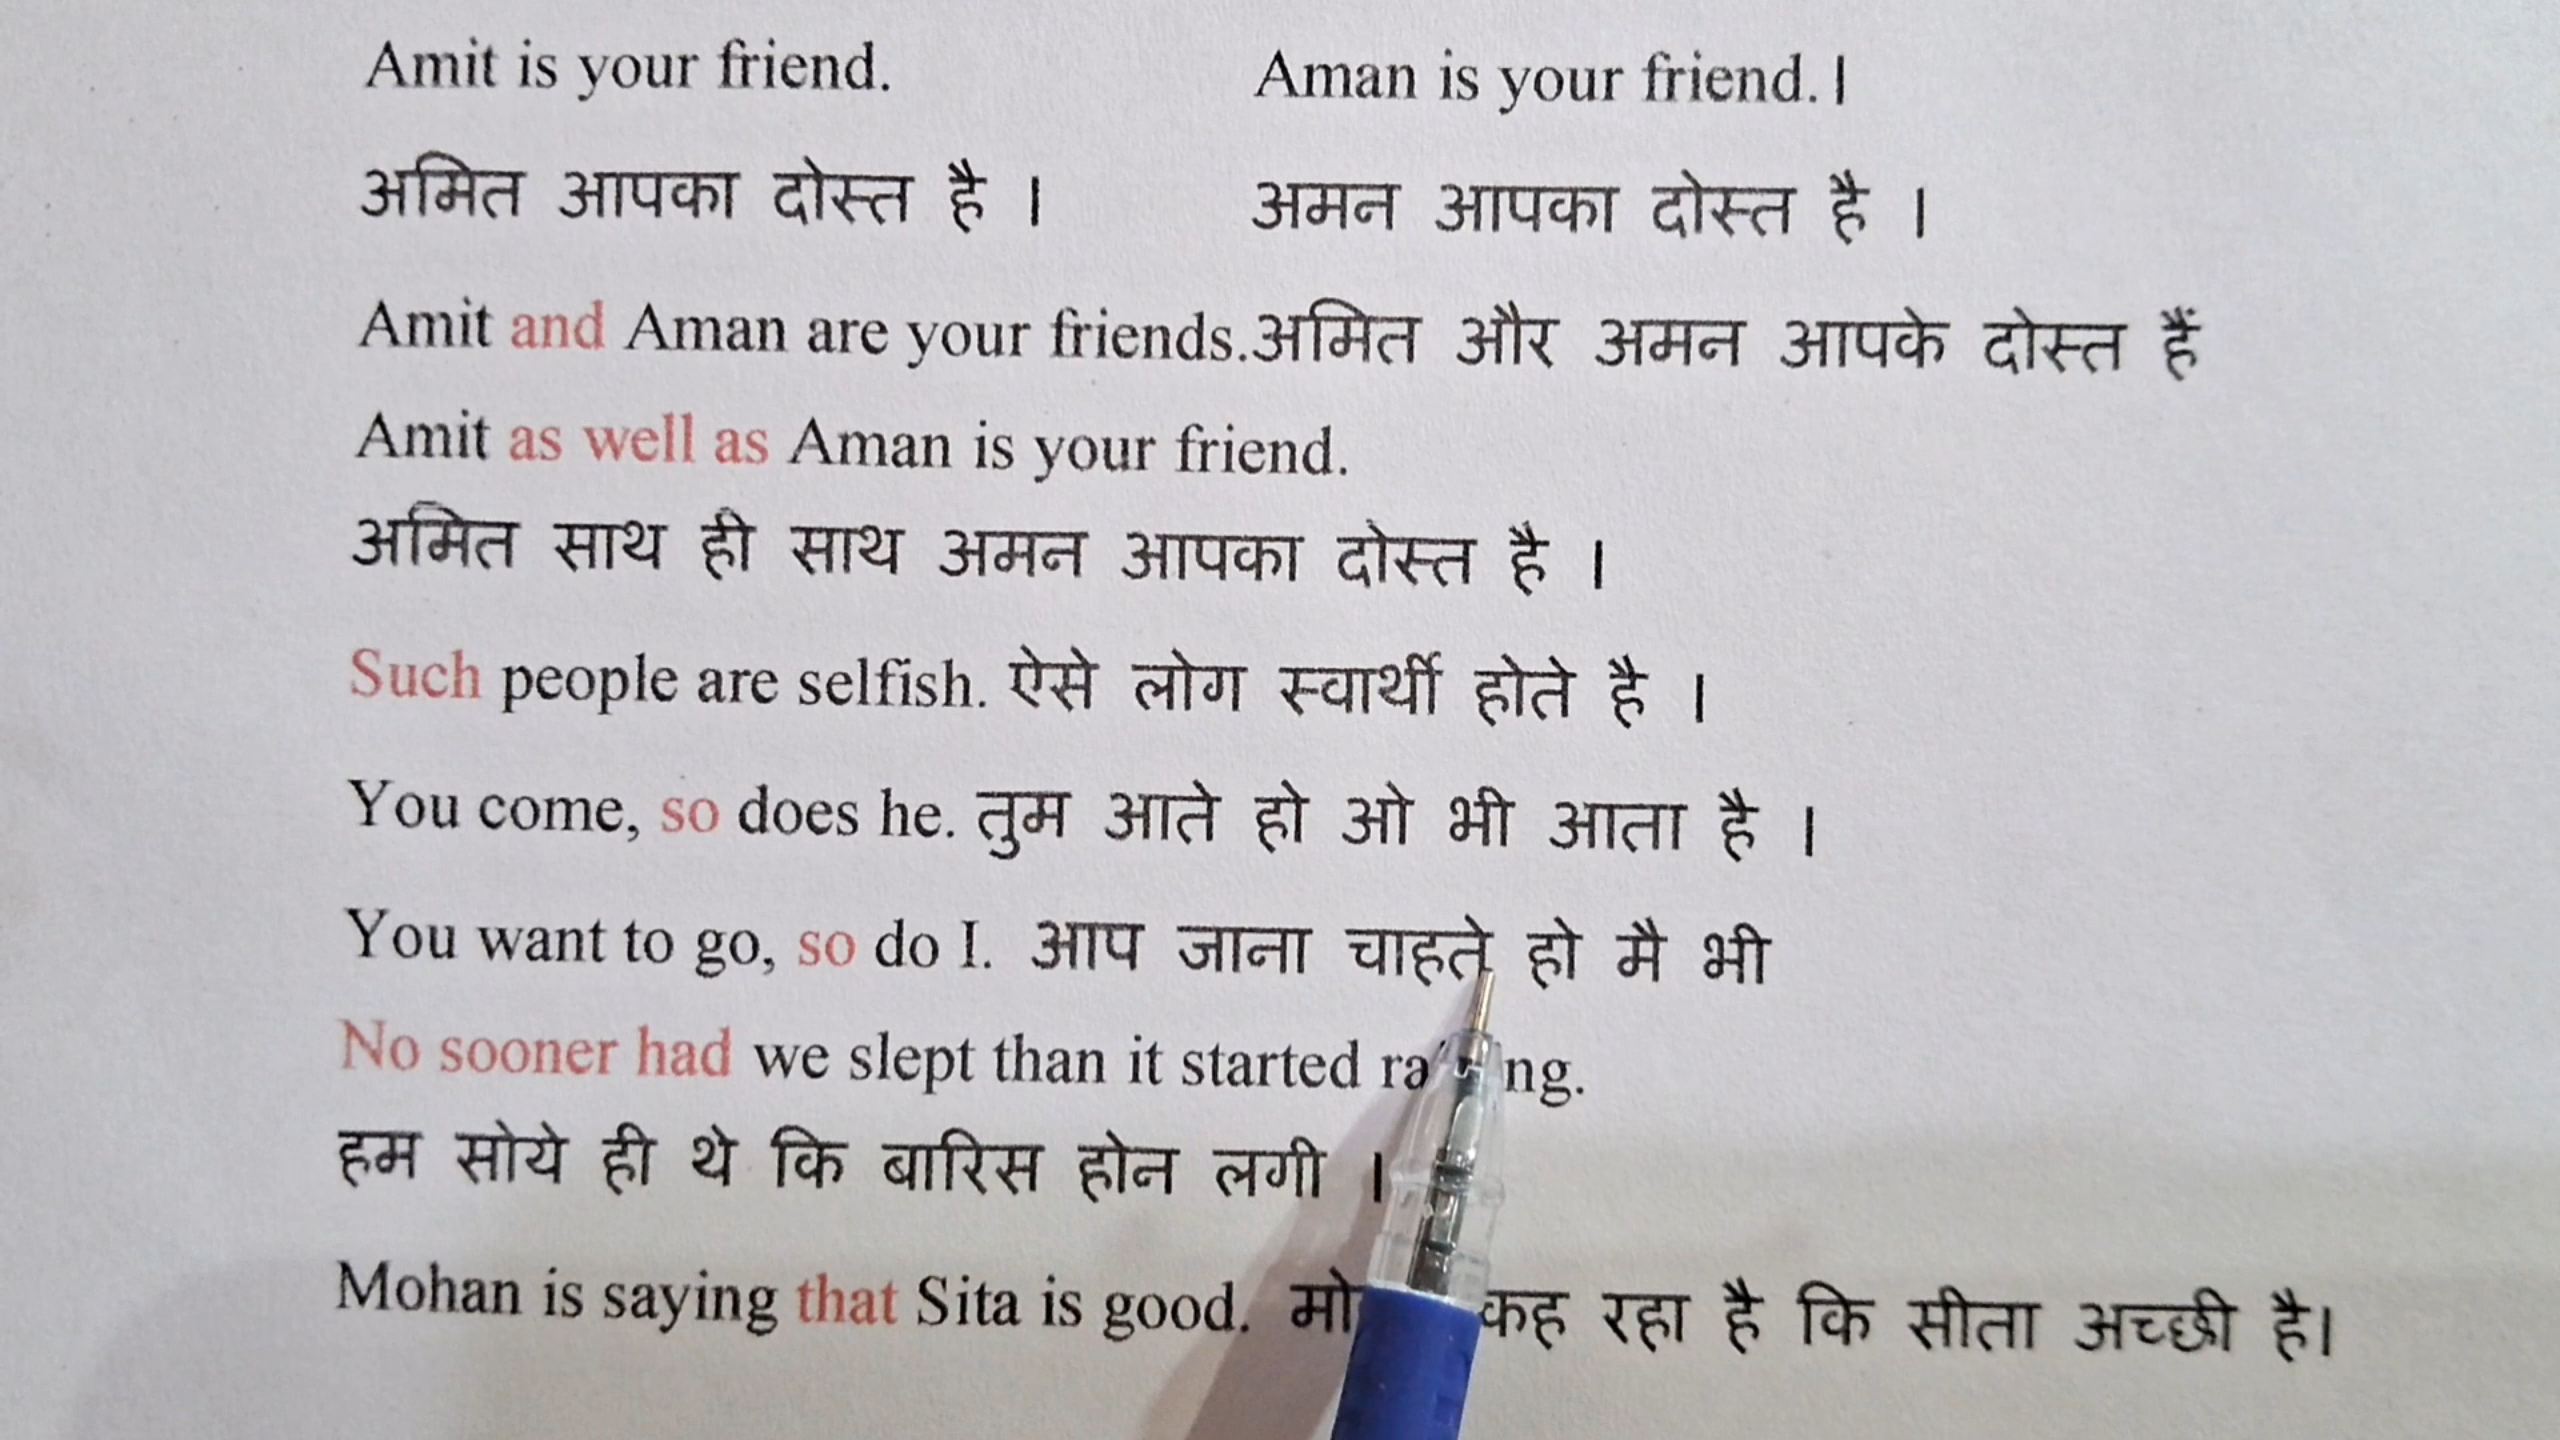 Amit is your friend. Aman is your friend. |
अमित आपका दोस्त है । अमन आपका दोस्त है ।
Amit and Aman are your friends.अमित और अमन आपके दोस्त हैं
Amit as well as Aman is your friend.
अमित साथ ही साथ अमन आपका दोस्त है ।
Such people are selfish. ऐसे लोग स्वार्थी होते है ।
You come, so does he. तुम आते हो ओ भी आता है ।
You want to go, so do I. आप जाना चाहते हो मै भी
No sooner had we slept than it started
हम सोये ही थे कि बारिस होन लगी ।
Mohan is saying that Sita is good. कह रहा है कि सीता अच्छी है।